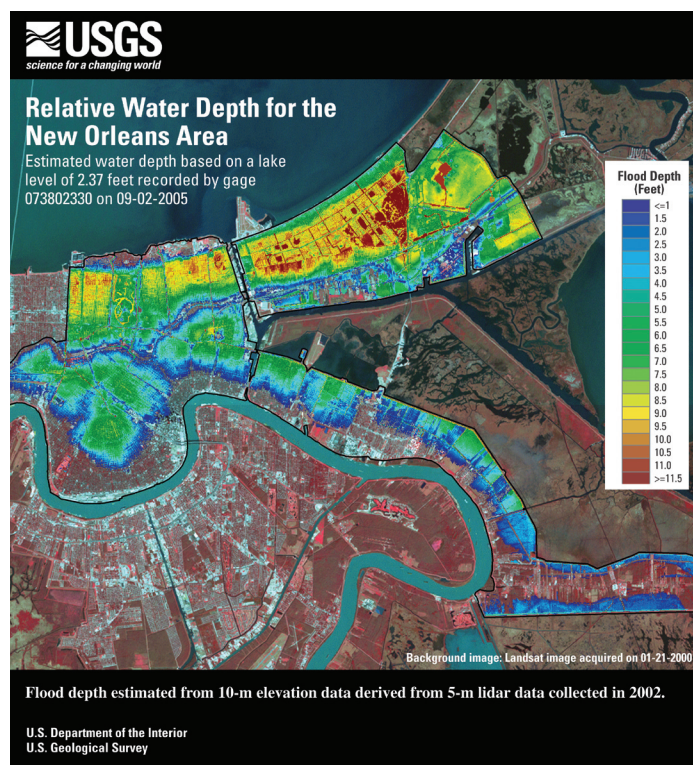 USGS
science for a changing world
Relative Water Depth for the
New Orleans Area
Estimated water depth based on a lake
level of 2.37 feet recorded by gage
073802330 on 09-02-2005
Flood Depth
(Feet)
<=1
1.5
2.0
2.5
3.0
3.5
4.0
4.5
5.0
5.5
6.0
6.5
7.0
7.5
8.0
8.5
9.0
9.5
10.0
10.5
11.0
>=11.5
Background image: Landsat image acquired on 01-21-2000
Flood depth estimated from 10-m elevation data derived from 5-m lidar data collected in 2002.
U.S. Department of the Interior
U.S. Geological Survey